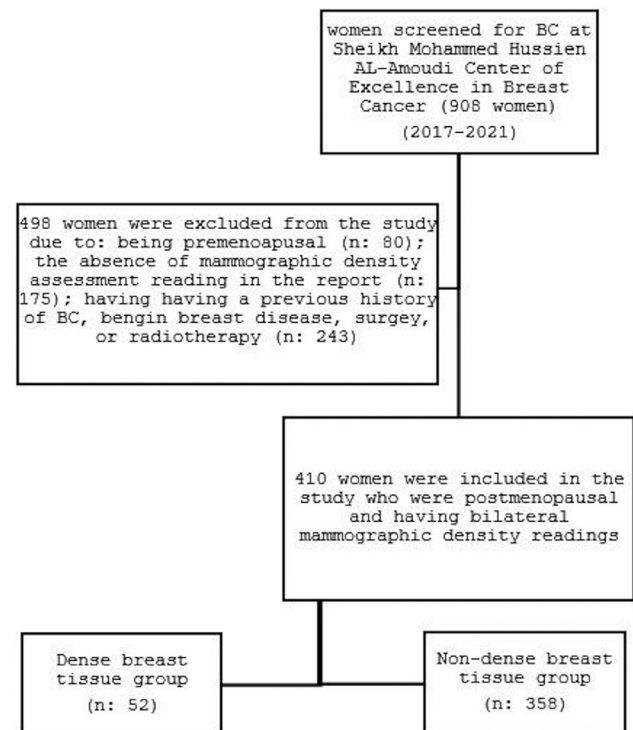 women screened for BC at
Sheikh Mohammed Hussien
AL-Amoudi Center of
Excellence in Breast
Cancer (908 women)
(2017-2021)
498 women were excluded from the study
due to: being premenoapusal (n: 80);
the absence of mammographic density
assessment reading in the report (n:
175); having having a previous history
of BC, bengin breast disease, surgey,
or radiotherapy (n: 243)
410 women were included in the
study who were postmenopausal
and having bilateral
mammographic density readings
Dense breast
tissue group
(n: 52)
Non-dense breast
tissue group
(n: 358)